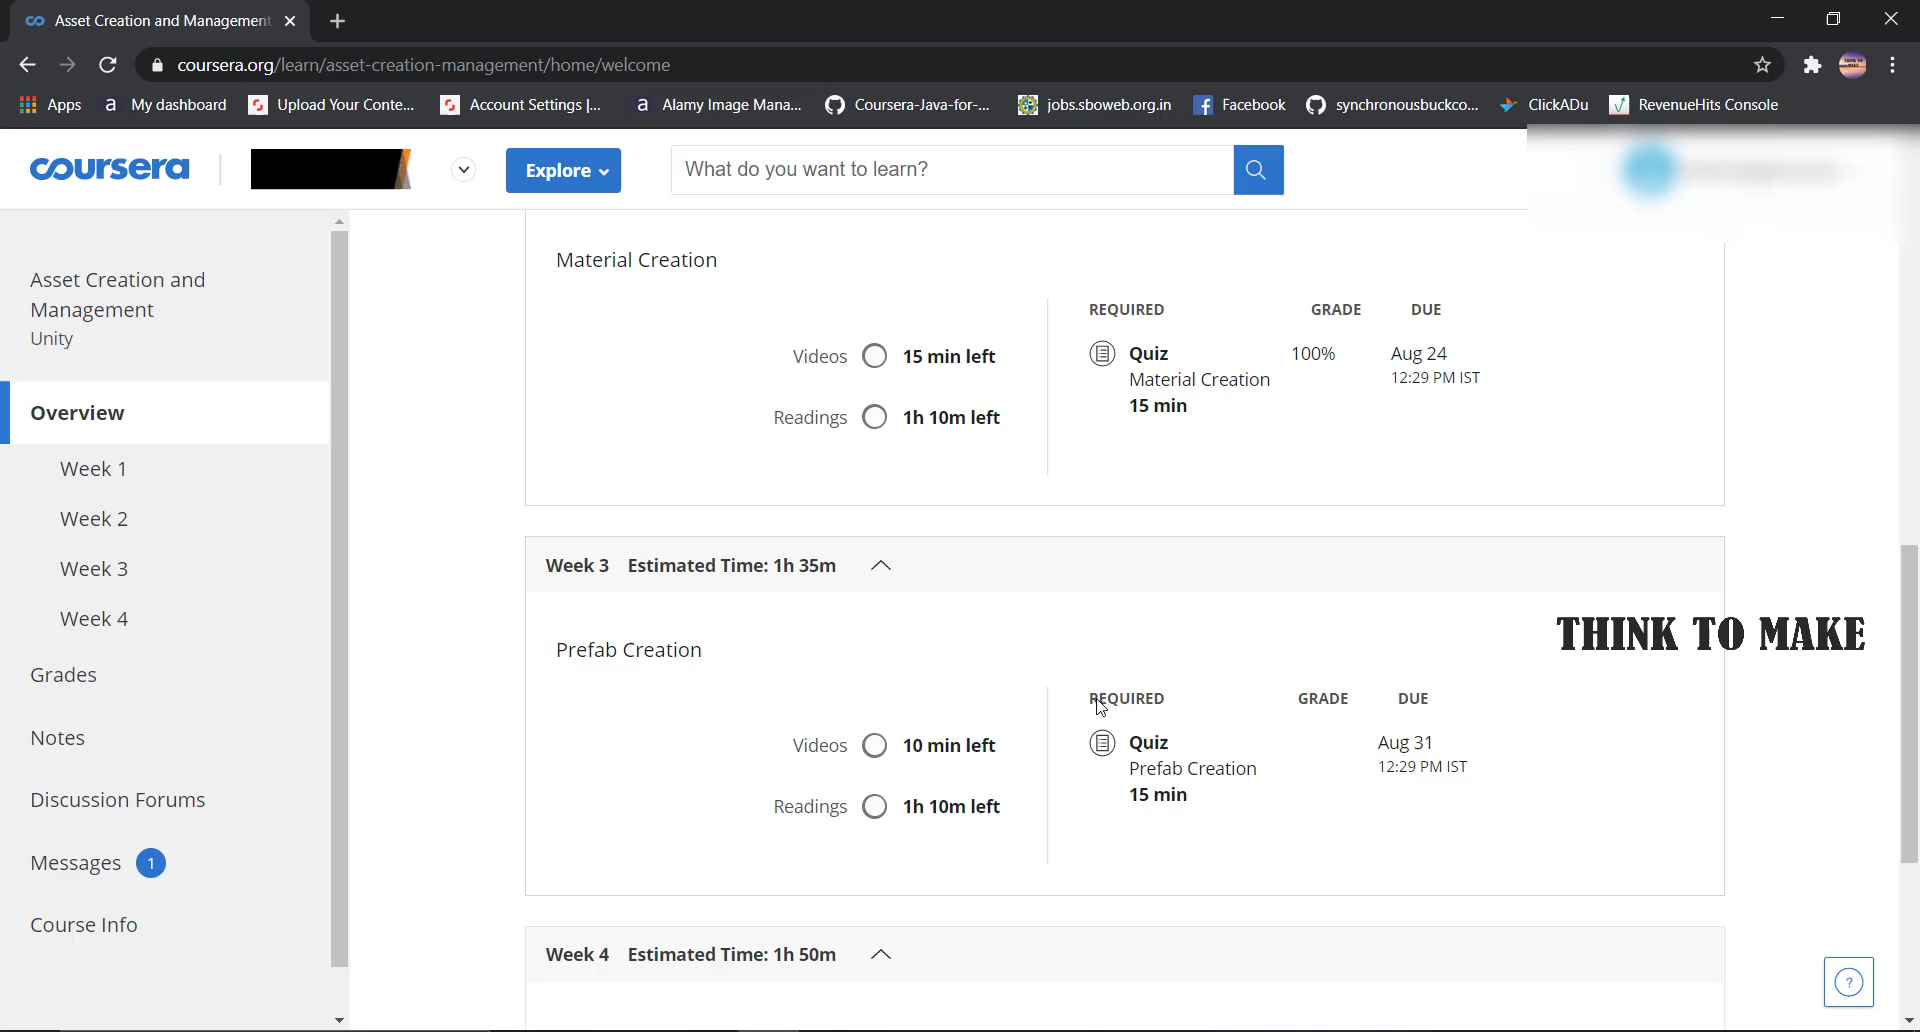 Asset Creation and Management
coursera.org/learn/asset-creation-management/home/welcome
Apps
My dashboard
Upload Your Conte...
Account Settings |...
Alamy Image Mana...
Coursera-Java-for-...
jobs.sboweb.org.in
Facebook
synchronousbuckco...
ClickADu
RevenueHits Console
coursera
Explore
What do you want to learn?
Asset Creation and
Management
Unity
Overview
Week 1
Week 2
Week 3
Week 4
Grades
Notes
Discussion Forums
Messages 1
Course Info
Material Creation
REQUIRED GRADE DUE
Videos 15 min left
Readings 1h 10m left
Quiz 100% Aug 24
Material Creation 12:29 PM IST
15 min
Week 3 Estimated Time: 1h 35m
THINK TO MAKE
Prefab Creation
REQUIRED GRADE DUE
Videos 10 min left
Readings 1h 10m left
Quiz Aug 31
Prefab Creation 12:29 PM IST
15 min
Week 4 Estimated Time: 1h 50m
?